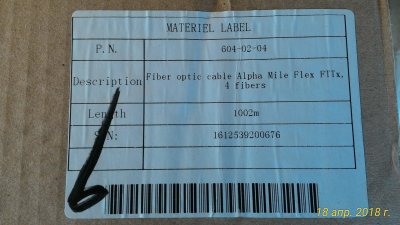 MATERIEL LABEL
P.N. 604-02-04
Description Fiber optic cable Alpha Mile Flex FTTx,
4 fibers
Length 1002m
S/N: 1612539200676
6
18 апр. 2018 г.